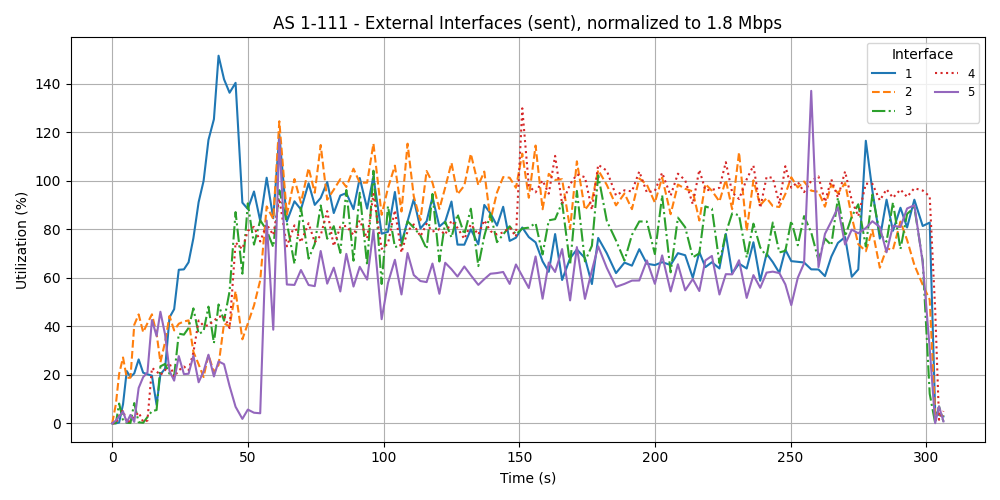 AS 1-111 - External Interfaces (sent), normalized to 1.8 Mbps
Interface
1 4
2 5
3
Utilization (%)
140
120
100
80
60
40
20
0
0 50 100 150 200 250 300
Time (s)